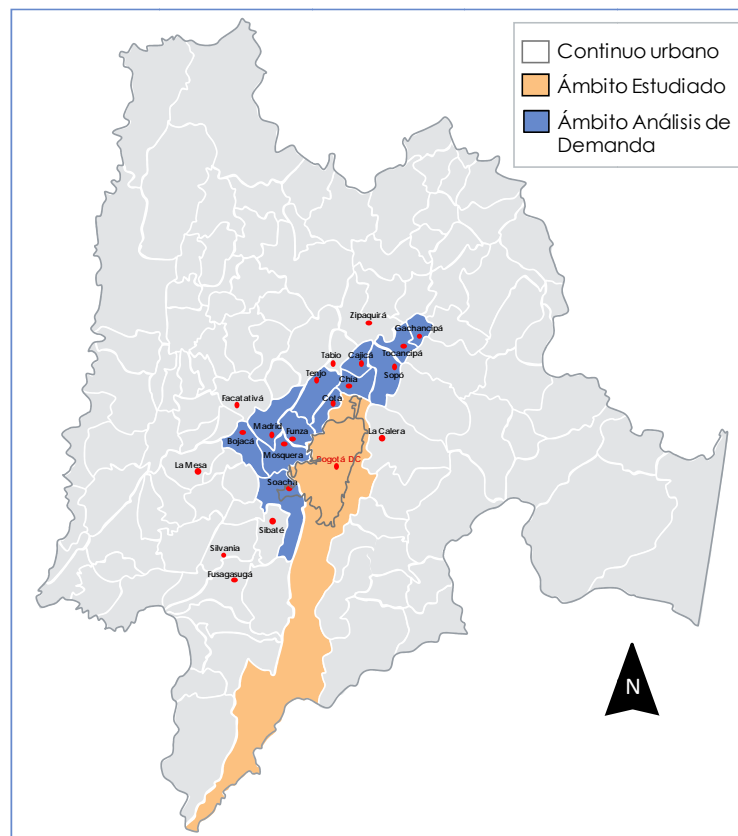 Continuo urbano
Ámbito Estudiado
Ámbito Análisis de
Demanda
Zipaquirá
Gachancipá
Tocancipá
Tabio
Cajicá
Sopó
Tenjo
Chía
Facatativá
Cota
Madrid
Funza
La Calera
Bojacá
Mosquera
Bogotá DC
La Mesa
Soacha
Sibaté
Silvania
Fusagasugá
N